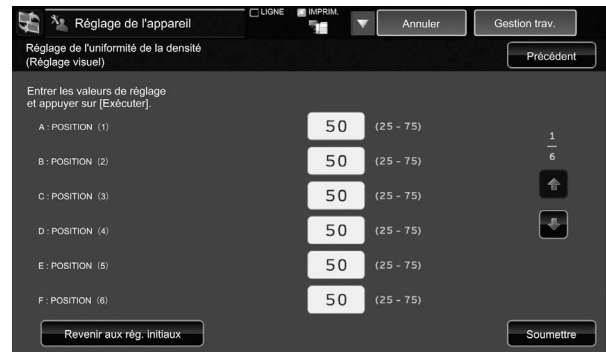 Réglage de l'appareil
LIGNE IMPRIM.
Annuler
Gestion trav.
Réglage de l'uniformité de la densité
(Réglage visuel)
Précédent
Entrer les valeurs de réglage
et appuyer sur [Exécuter].
A : POSITION (1) 50 (25 - 75)
B : POSITION (2) 50 (25 - 75)
C : POSITION (3) 50 (25 - 75)
D : POSITION (4) 50 (25 - 75)
E : POSITION (5) 50 (25 - 75)
F : POSITION (6) 50 (25 - 75)
1
6
Revenir aux rég. initiaux
Soumettre